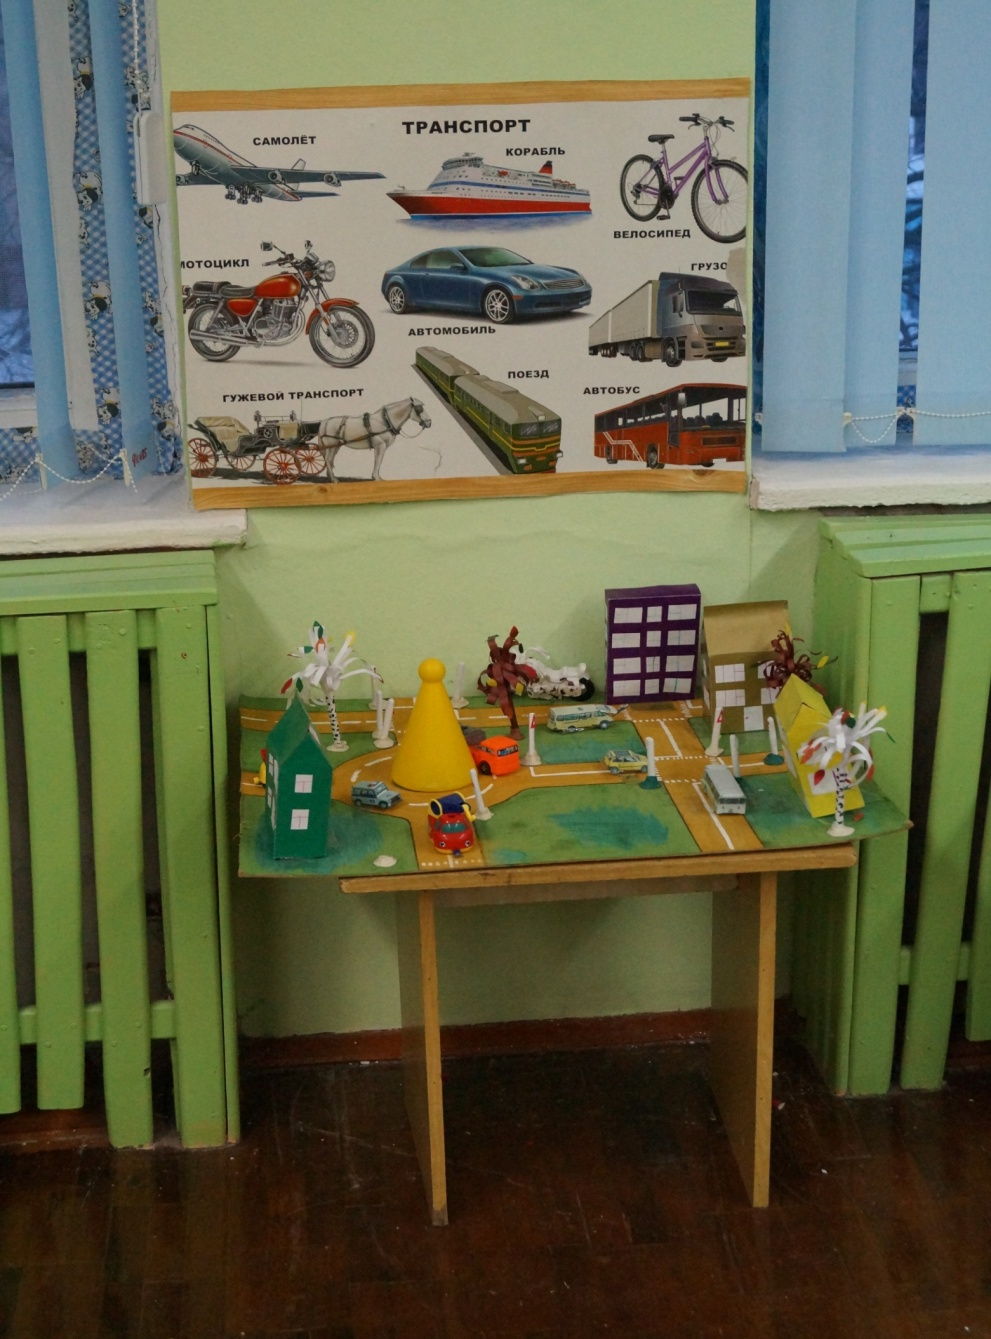 ТРАНСПОРТ
САМОЛЁТ
КОРАБЛЬ
ВЕЛОСИПЕД
МОТОЦИКЛ
АВТОМОБИЛЬ
ГРУЗО
ГУЖЕВОЙ ТРАНСПОРТ
ПОЕЗД
АВТОБУС